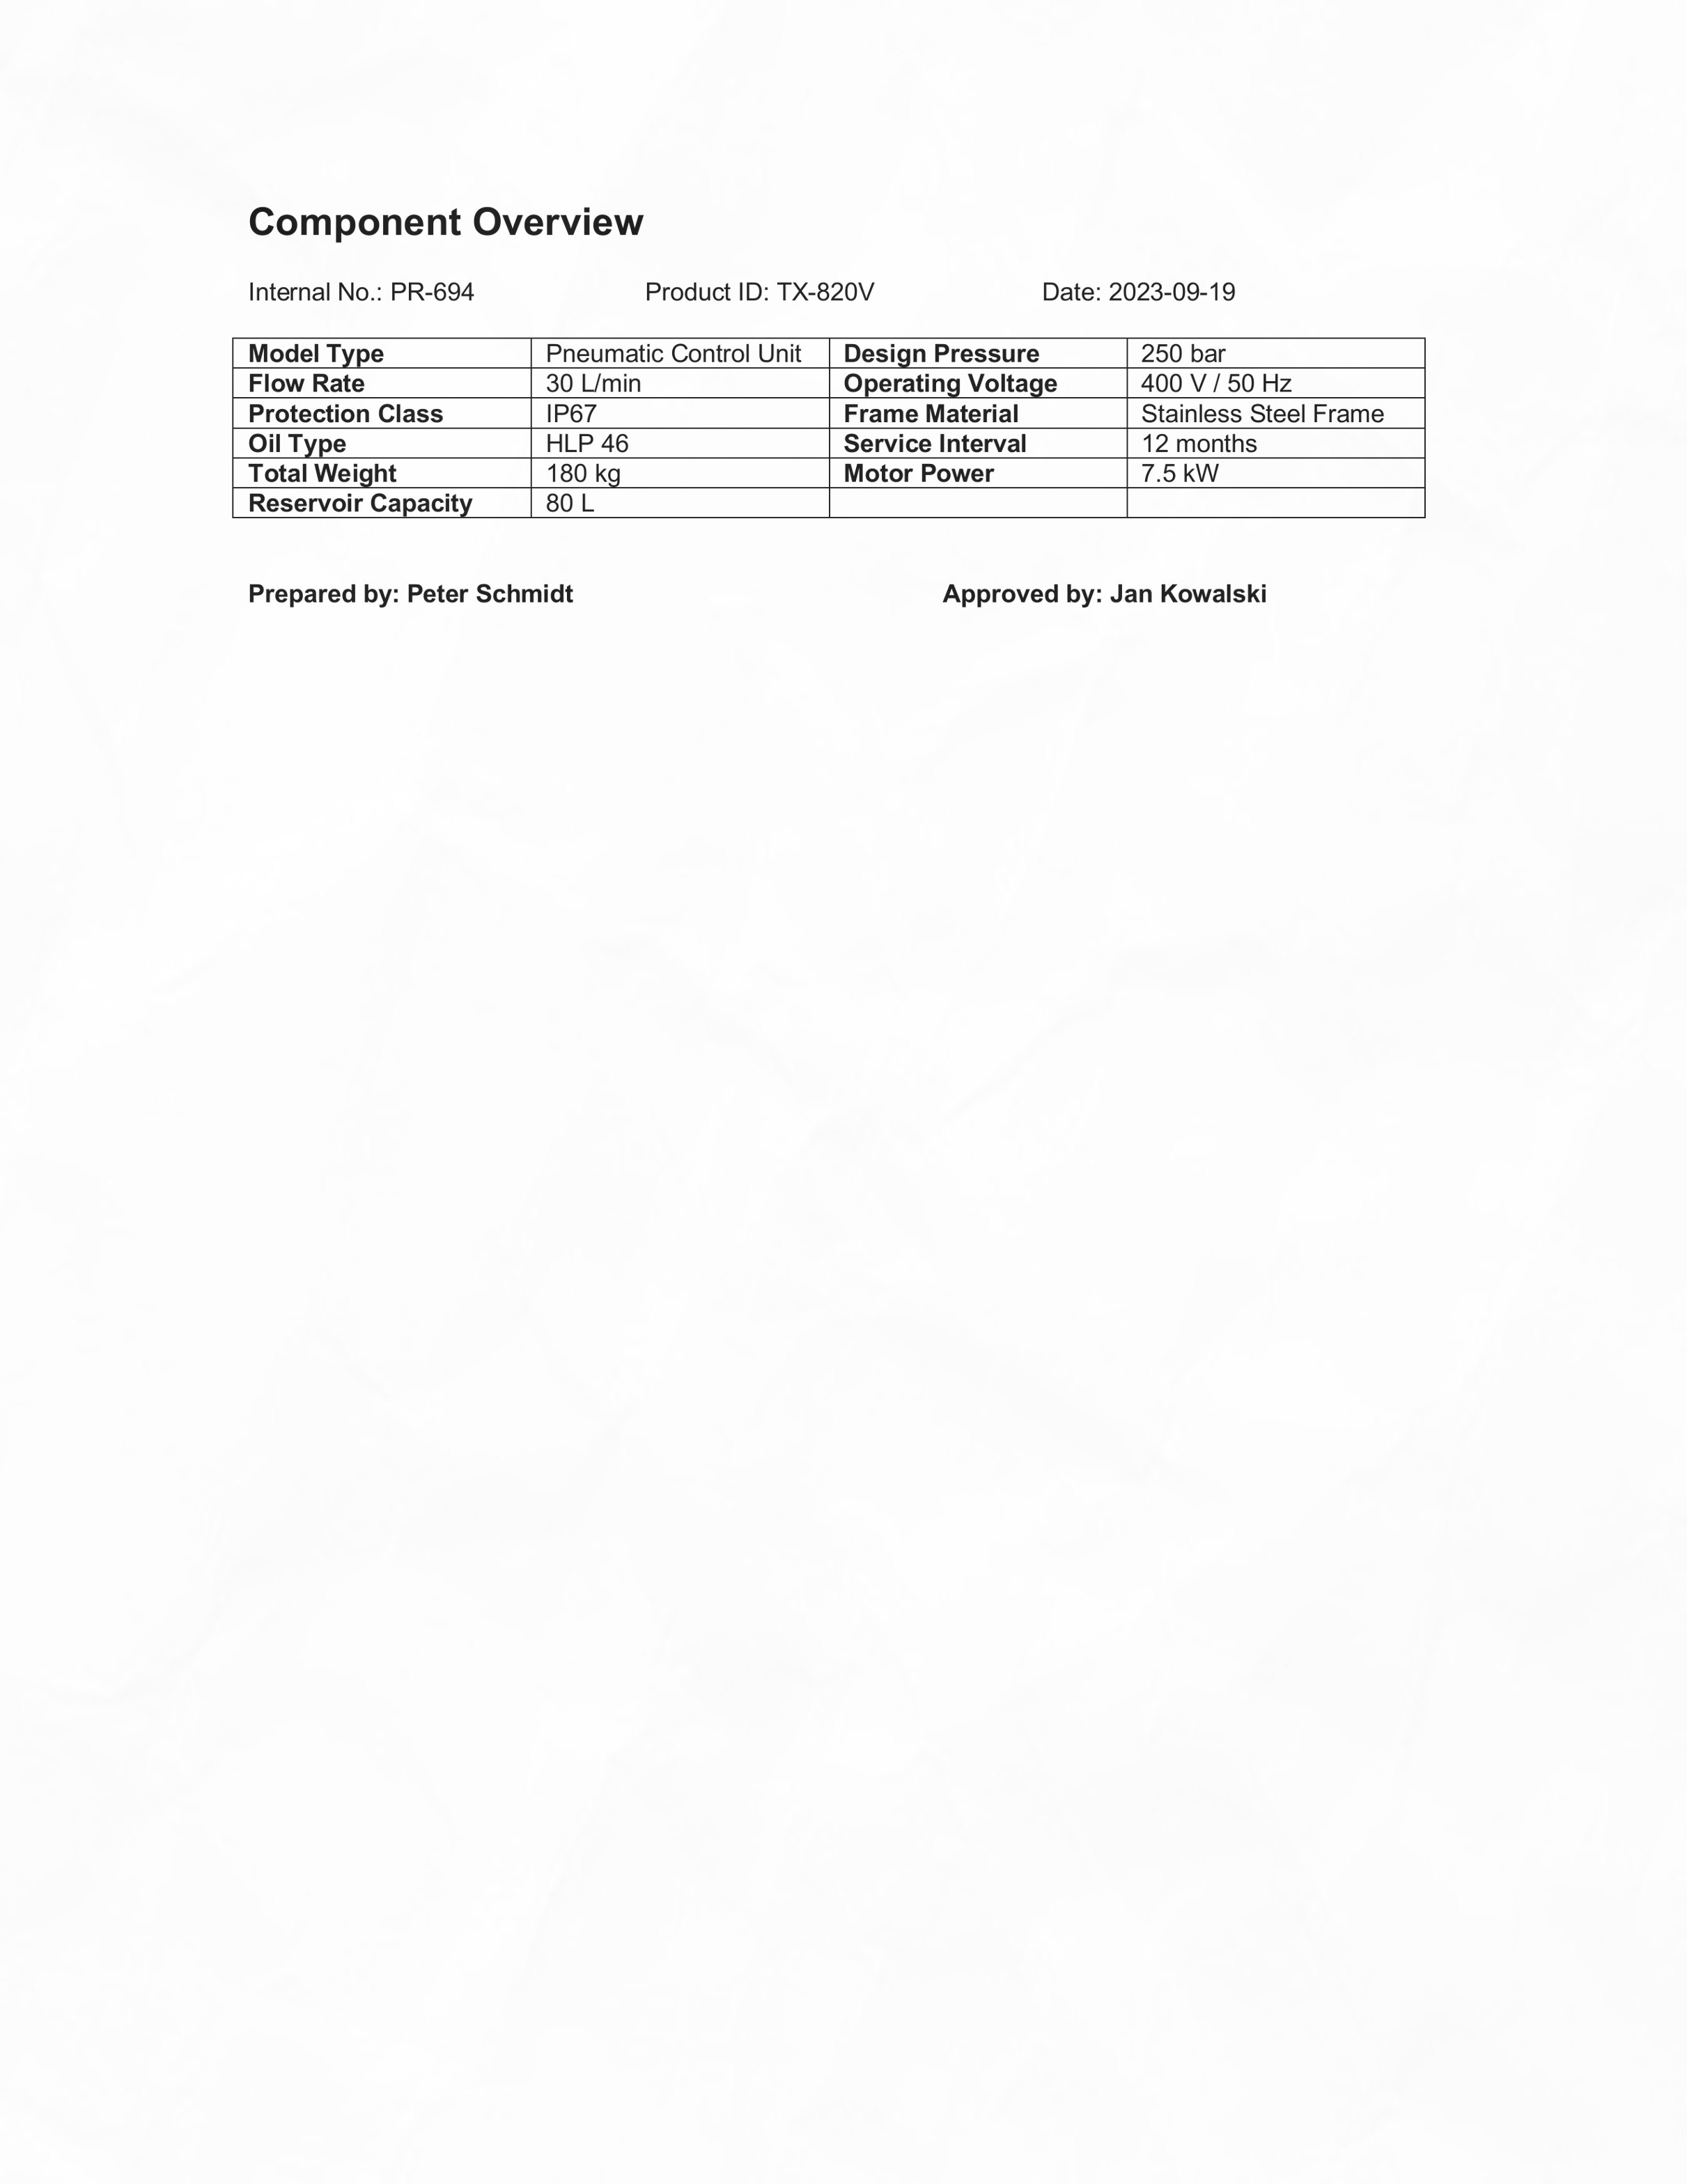 Component Overview
Internal No.: PR-694 Product ID: TX-820V Date: 2023-09-19
Model Type Pneumatic Control Unit Design Pressure 250 bar
Flow Rate 30 L/min Operating Voltage 400 V / 50 Hz
Protection Class IP67 Frame Material Stainless Steel Frame
Oil Type HLP 46 Service Interval 12 months
Total Weight 180 kg Motor Power 7.5 kW
Reservoir Capacity 80 L
Prepared by: Peter Schmidt Approved by: Jan Kowalski